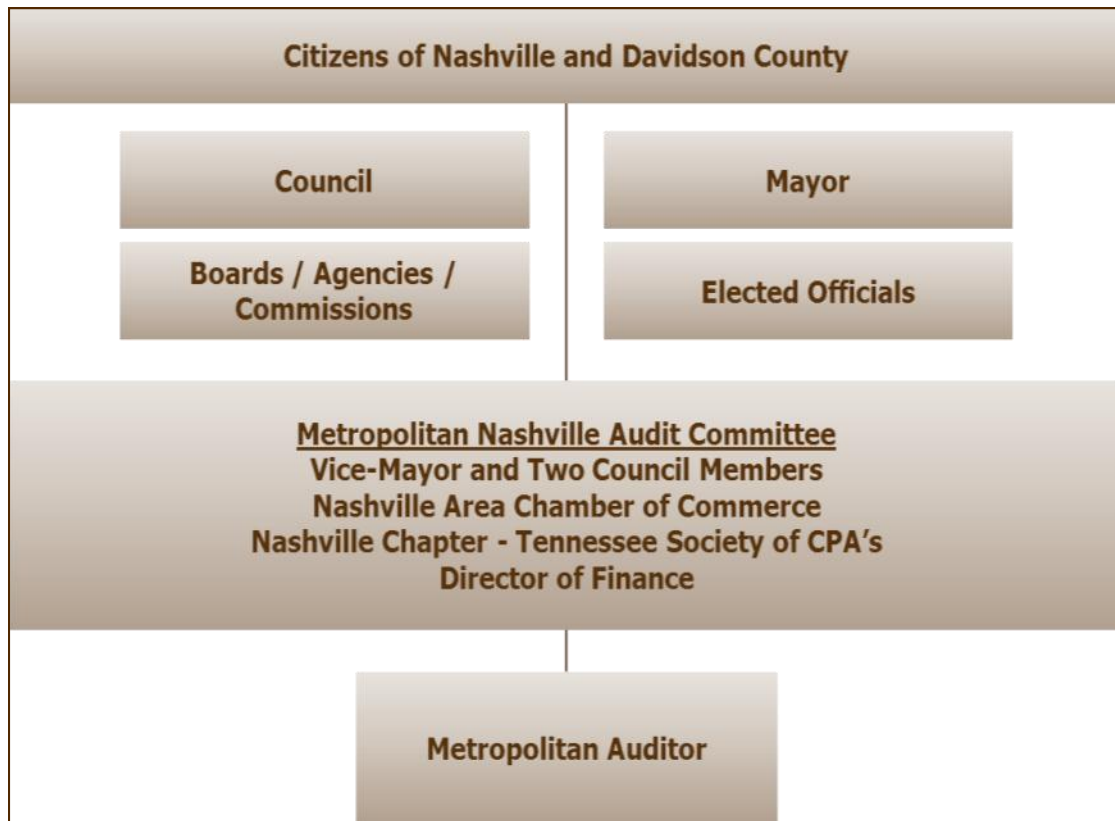 Citizens of Nashville and Davidson County
Council
Mayor
Boards / Agencies /
Commissions
Elected Officials
Metropolitan Nashville Audit Committee
Vice-Mayor and Two Council Members
Nashville Area Chamber of Commerce
Nashville Chapter - Tennessee Society of CPA’s
Director of Finance
Metropolitan Auditor